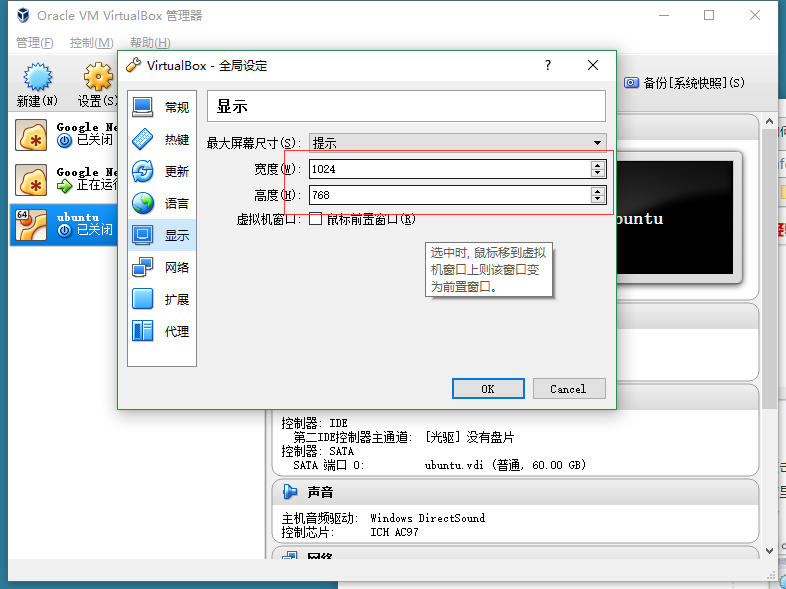 Oracle VM VirtualBox 管理器
管理(F) 控制(M) 帮助(H)
新建(N) 设置(S)
备份[系统快照](S)
Google Ne
已关闭
Google Ne
正在运行
64 ubuntu
已关闭
VirtualBox - 全局设定
?
常规
热键
更新
语言
显示
网络
扩展
代理
显示
最大屏幕尺寸(S): 提示
宽度(W): 1024
高度(H): 768
虚拟机窗口: 鼠标前置窗口(R)
选中时, 鼠标移到虚拟
机窗口上则该窗口变
为前置窗口。
OK Cancel
buntu
控制器: IDE
第二IDE控制器主通道: [光驱] 没有盘片
控制器: SATA
SATA 端口 0: ubuntu.vdi (普通, 60.00 GB)
声音
主机音频驱动: Windows DirectSound
控制芯片: ICH AC97
网络